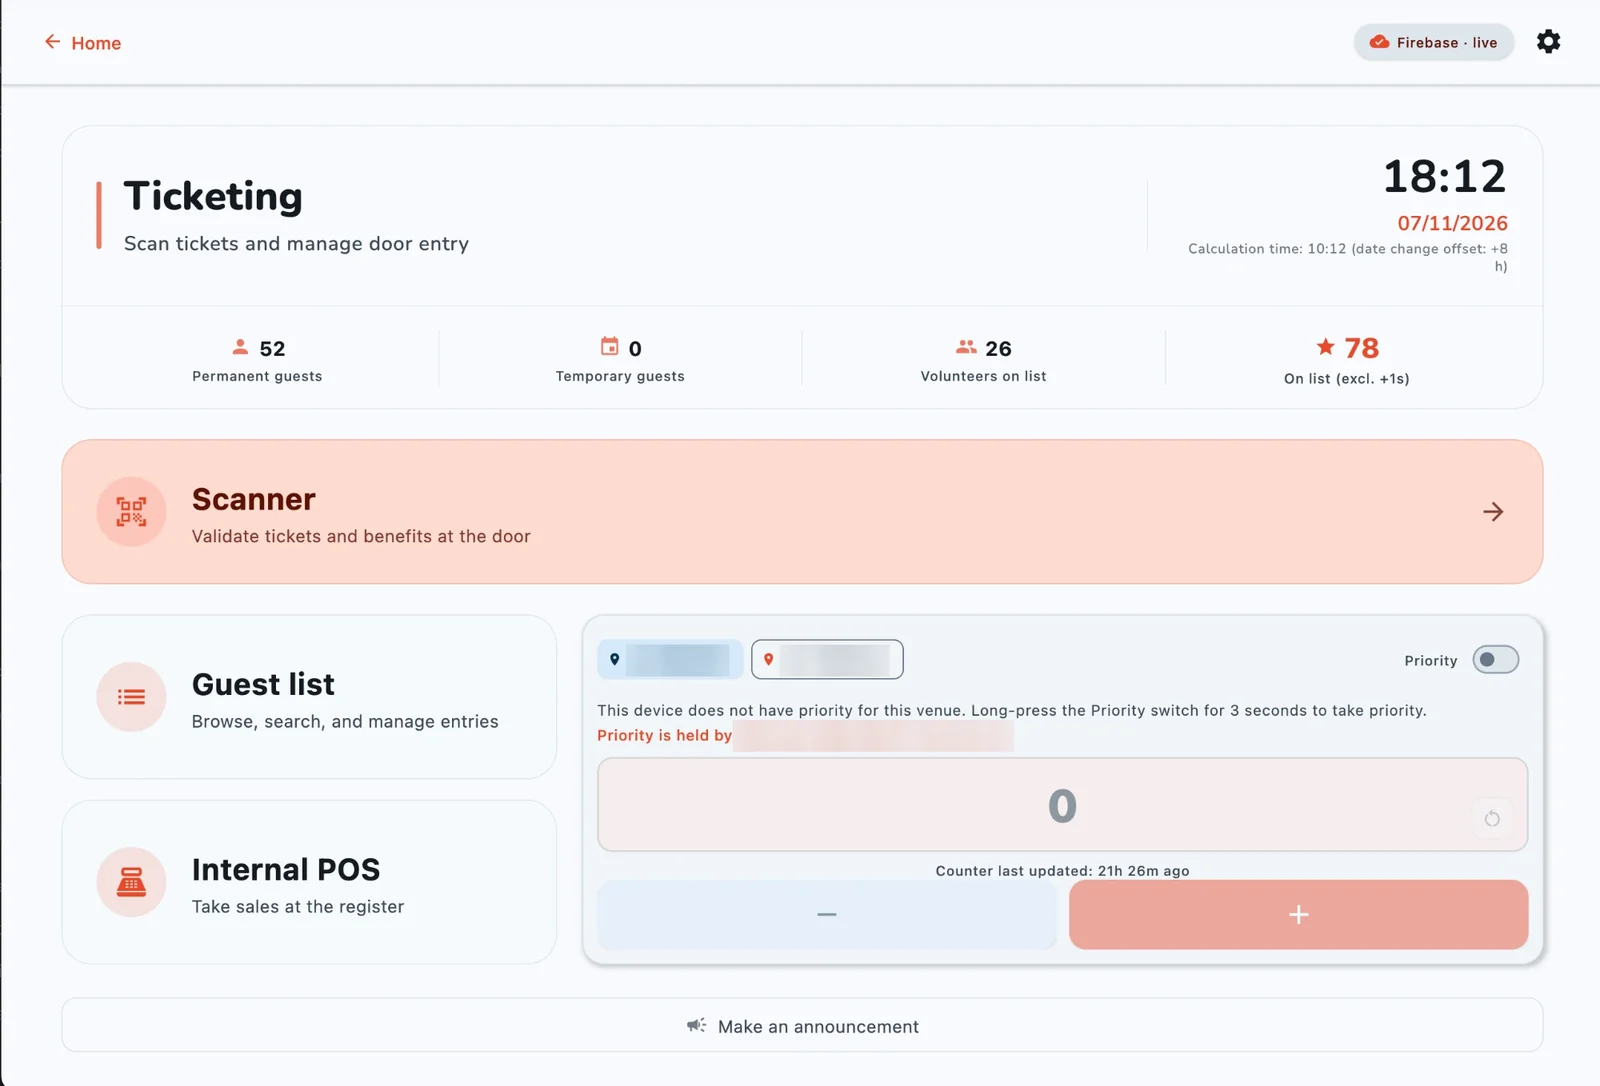 Home
Firebase · live
Ticketing
Scan tickets and manage door entry
18:12
07/11/2026
Calculation time: 10:12 (date change offset: +8
h)
52
Permanent guests
0
Temporary guests
26
Volunteers on list
78
On list (excl. +1s)
Scanner
Validate tickets and benefits at the door
Guest list
Browse, search, and manage entries
Internal POS
Take sales at the register
Priority
This device does not have priority for this venue. Long-press the Priority switch for 3 seconds to take priority.
Priority is held by
0
Counter last updated: 21h 26m ago
−
+
Make an announcement